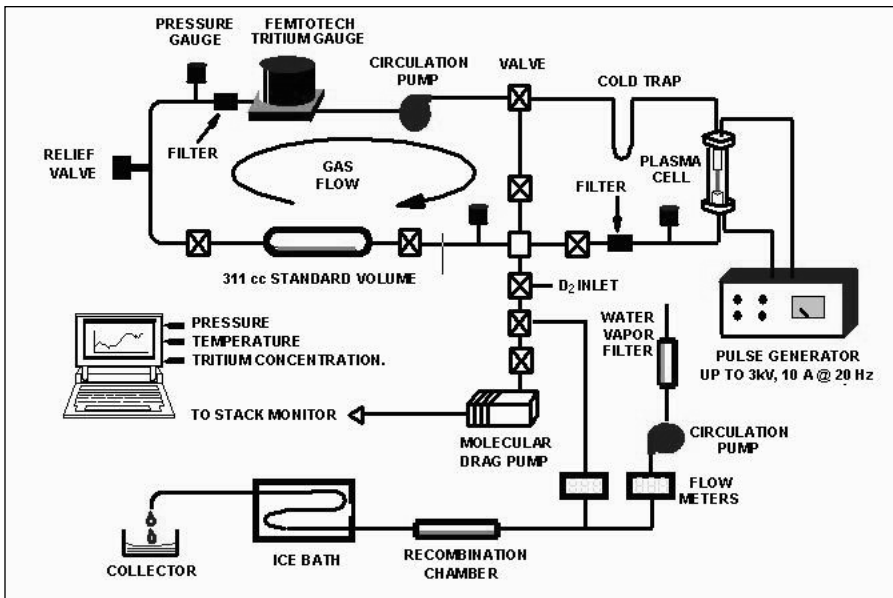 PRESSURE
GAUGE
FEMTOTECH
TRITIUM GAUGE
CIRCULATION
PUMP
VALVE
COLD TRAP
RELIEF
VALVE
FILTER
GAS
FLOW
FILTER
PLASMA
CELL
311 cc STANDARD VOLUME
D2 INLET
PRESSURE
TEMPERATURE
TRITIUM CONCENTRATION.
WATER
VAPOR
FILTER
PULSE GENERATOR
UP TO 3kV, 10 A @ 20 Hz
TO STACK MONITOR
MOLECULAR
DRAG PUMP
CIRCULATION
PUMP
FLOW
METERS
COLLECTOR
ICE BATH
RECOMBINATION
CHAMBER